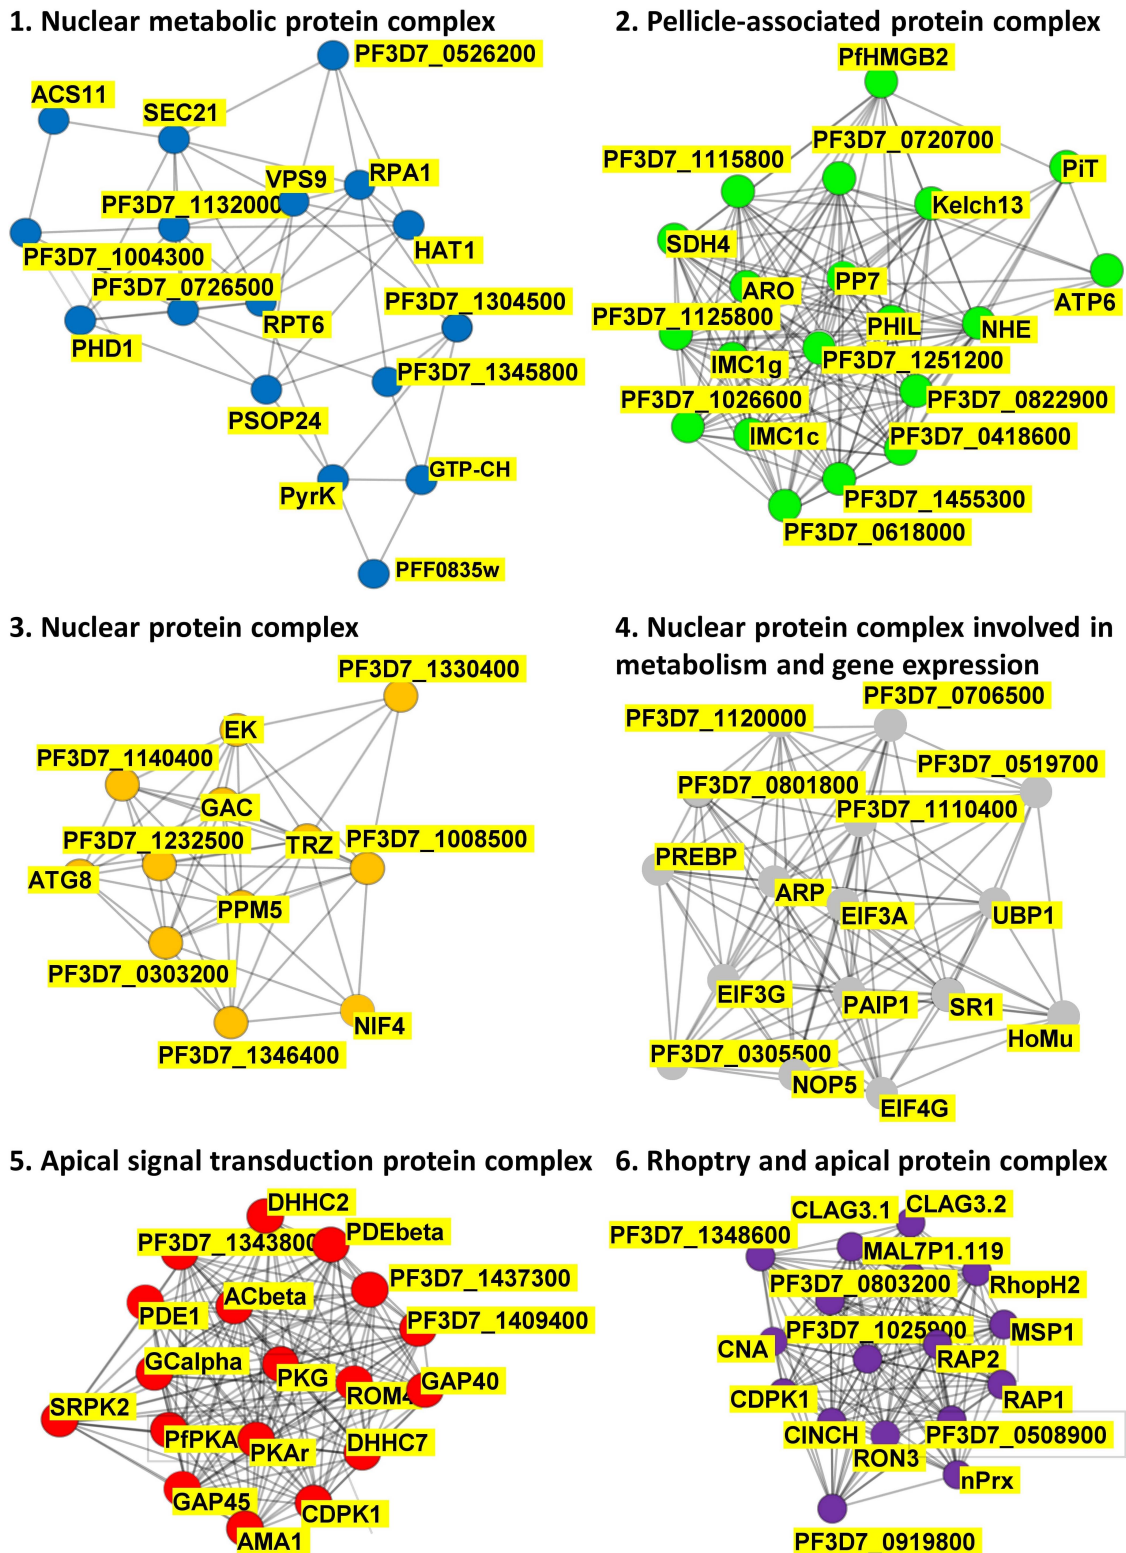 1. Nuclear metabolic protein complex
PF3D7_0526200
ACS11
SEC21
VPS9
RPA1
PF3D7_1132000
HAT1
PF3D7_1004300
PF3D7_0726500
PF3D7_1304500
RPT6
PHD1
PF3D7_1345800
PSOP24
GTP-CH
PyrK
PFF0835w
2. Pellicle-associated protein complex
PfHMGB2
PF3D7_0720700
PF3D7_1115800
PiT
Kelch13
SDH4
PP7
ARO
ATP6
PF3D7_1125800
PHIL
NHE
PF3D7_1251200
IMC1g
PF3D7_1026600
PF3D7_0822900
IMC1c
PF3D7_0418600
PF3D7_1455300
PF3D7_0618000
3. Nuclear protein complex
PF3D7_1330400
EK
PF3D7_1140400
GAC
PF3D7_1232500
TRZ
PF3D7_1008500
ATG8
PPM5
PF3D7_0303200
NIF4
PF3D7_1346400
4. Nuclear protein complex involved in
metabolism and gene expression
PF3D7_0706500
PF3D7_1120000
PF3D7_0519700
PF3D7_0801800
PF3D7_1110400
PREBP
ARP
EIF3A
UBP1
EIF3G
PAIP1
SR1
HoMu
PF3D7_0305500
NOP5
EIF4G
5. Apical signal transduction protein complex
DHHC2
PDEbeta
PF3D7_1343800
PF3D7_1437300
ACbeta
PDE1
PF3D7_1409400
GCalpha
PKG
ROM4
GAP40
SRPK2
PfPKA
PKAr
DHHC7
GAP45
CDPK1
AMA1
6. Rhoptry and apical protein complex
CLAG3.1
CLAG3.2
PF3D7_1348600
MAL7P1.119
PF3D7_0803200
RhopH2
PF3D7_1025900
MSP1
CNA
RAP2
CDPK1
RAP1
CINCH
PF3D7_0508900
RON3
nPrx
PF3D7_0919800